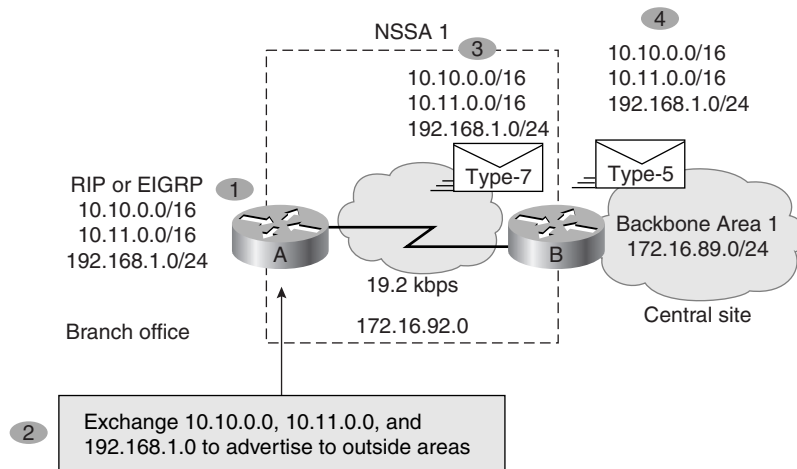 NSSA 1
4
10.10.0.0/16
10.11.0.0/16
192.168.1.0/24
3
10.10.0.0/16
10.11.0.0/16
192.168.1.0/24
Type-7
Type-5
RIP or EIGRP
1
10.10.0.0/16
10.11.0.0/16
192.168.1.0/24
A
B
Backbone Area 1
172.16.89.0/24
19.2 kbps
Central site
172.16.92.0
Branch office
2
Exchange 10.10.0.0, 10.11.0.0, and
192.168.1.0 to advertise to outside areas